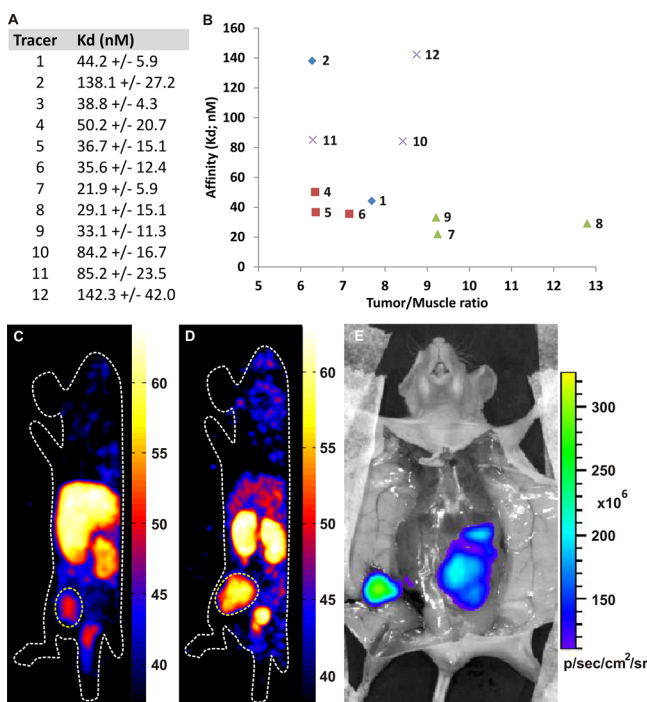 A
Tracer Kd (nM)
1 44.2 +/- 5.9
2 138.1 +/- 27.2
3 38.8 +/- 4.3
4 50.2 +/- 20.7
5 36.7 +/- 15.1
6 35.6 +/- 12.4
7 21.9 +/- 5.9
8 29.1 +/- 15.1
9 33.1 +/- 11.3
10 84.2 +/- 16.7
11 85.2 +/- 23.5
12 142.3 +/- 42.0
B
Affinity (Kd; nM)
160
140
120
100
80
60
40
20
0
2
12
11
10
4
5
6
1
9
7
8
5 6 7 8 9 10 11 12 13
Tumor/Muscle ratio
C
60
55
50
45
40
D
60
55
50
45
40
E
300
250
x10⁶
200
150
110
p/sec/cm²/sr